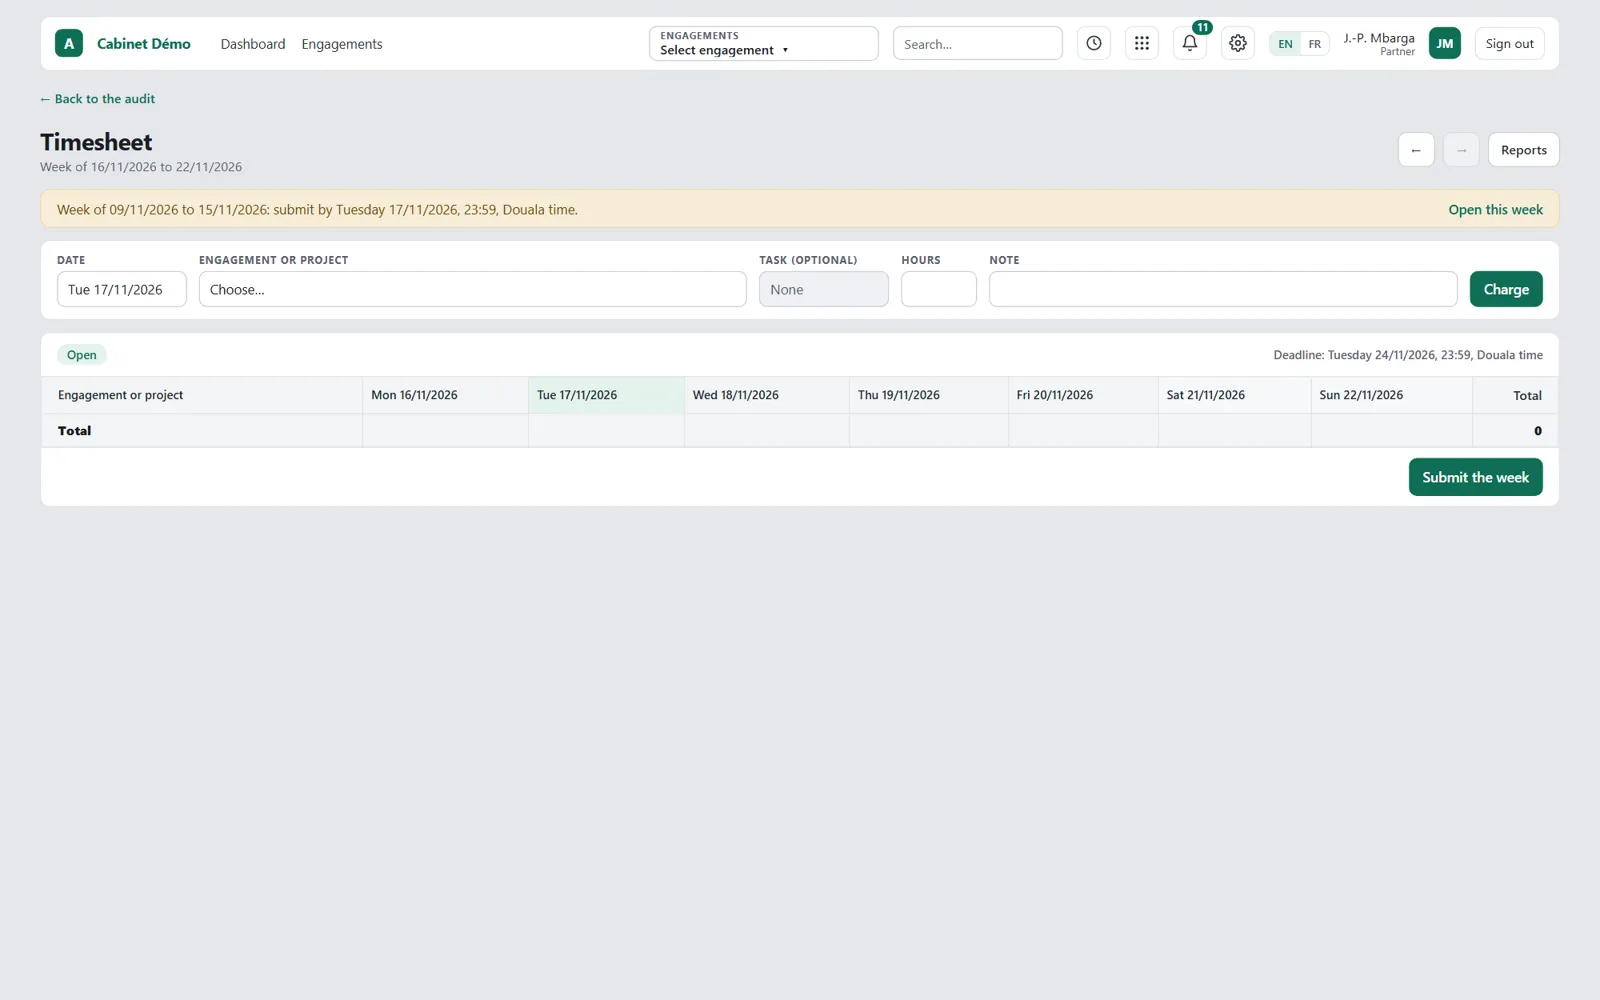 A Cabinet Démo Dashboard Engagements ENGAGEMENTS Select engagement ▾ Search... 11 EN FR J.-P. Mbarga Partner JM Sign out
← Back to the audit
Timesheet
Week of 16/11/2026 to 22/11/2026
← → Reports
Week of 09/11/2026 to 15/11/2026: submit by Tuesday 17/11/2026, 23:59, Douala time. Open this week
DATE ENGAGEMENT OR PROJECT TASK (OPTIONAL) HOURS NOTE
Tue 17/11/2026 Choose... None Charge
Open Deadline: Tuesday 24/11/2026, 23:59, Douala time
Engagement or project Mon 16/11/2026 Tue 17/11/2026 Wed 18/11/2026 Thu 19/11/2026 Fri 20/11/2026 Sat 21/11/2026 Sun 22/11/2026 Total
Total 0
Submit the week